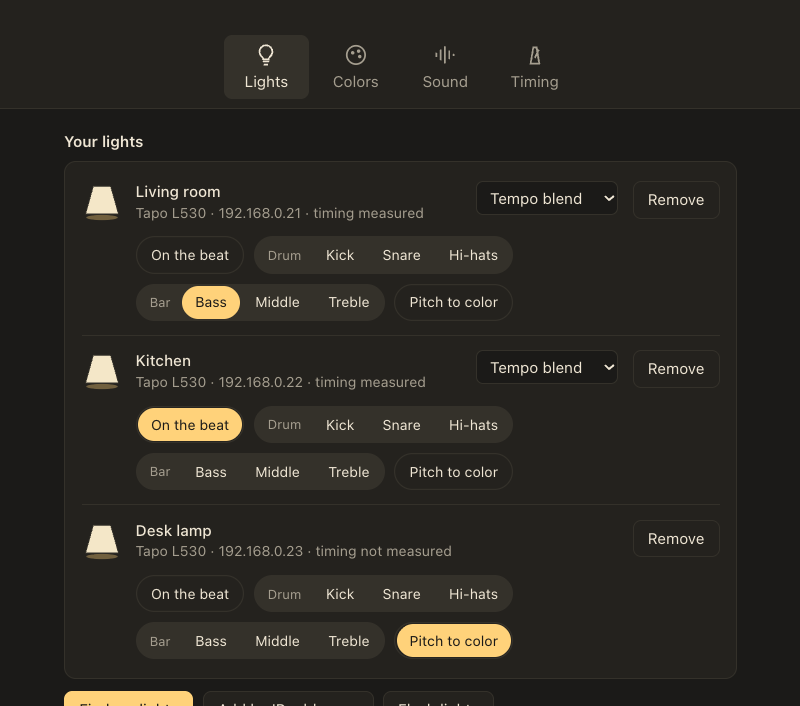 Lights Colors Sound Timing
Your lights
Living room
Tapo L530 · 192.168.0.21 · timing measured
Tempo blend
Remove
On the beat Drum Kick Snare Hi-hats
Bar Bass Middle Treble Pitch to color
Kitchen
Tapo L530 · 192.168.0.22 · timing measured
Tempo blend
Remove
On the beat Drum Kick Snare Hi-hats
Bar Bass Middle Treble Pitch to color
Desk lamp
Tapo L530 · 192.168.0.23 · timing not measured
Remove
On the beat Drum Kick Snare Hi-hats
Bar Bass Middle Treble Pitch to color